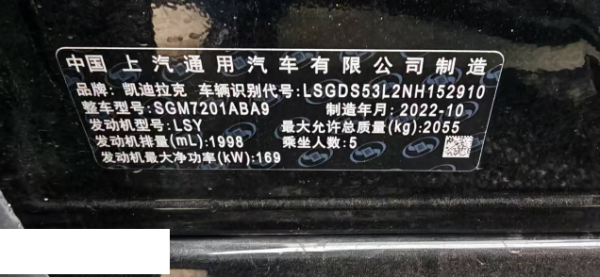 中国 上汽通用汽车有限公司制造
品牌: 凯迪拉克 车辆识别代号:LSGDS53L2NH152910
整车型号:SGM7201ABA9 制造年月:2022-10
发动机型号:LSY 最大允许总质量(kg):2055
发动机排量(mL):1998 乘坐人数:5
发动机最大净功率(kW):169